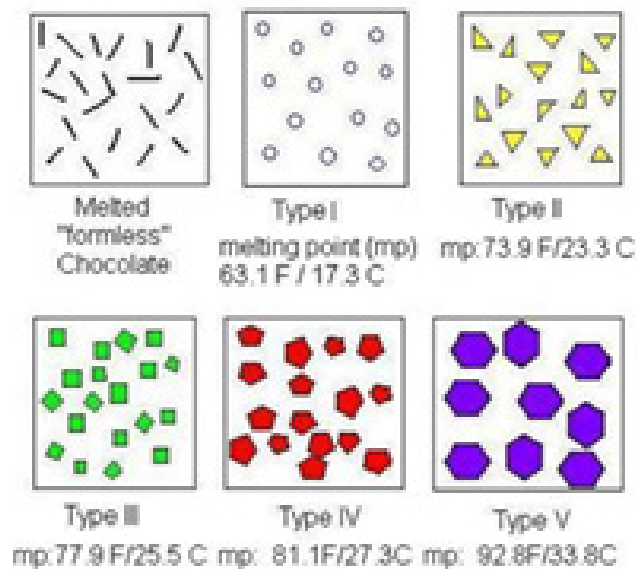 Melted
"formless"
Chocolate
Type I
melting point (mp)
63.1 F / 17.3 C
Type II
mp:73.9 F/23.3 C
Type III
mp:77.9 F/25.5 C
Type IV
mp: 81.1F/27.3C
Type V
mp: 92.8F/33.8C